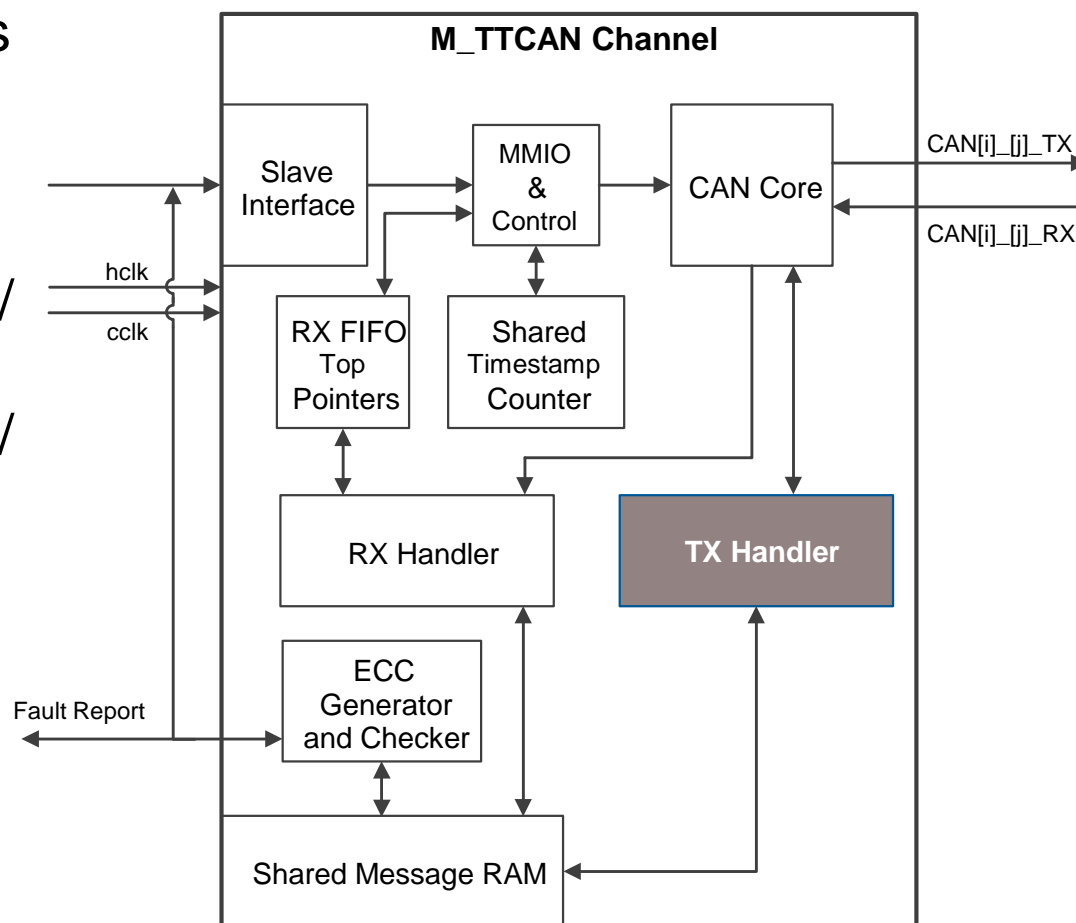 s
M_TTCAN Channel
Slave
Interface
MMIO
&
Control
CAN Core
CAN[i]_[j]_TX
CAN[i]_[j]_RX
hclk
/
cclk
RX FIFO
Top
Pointers
Shared
Timestamp
Counter
/
RX Handler
TX Handler
ECC
Generator
and Checker
Fault Report
Shared Message RAM